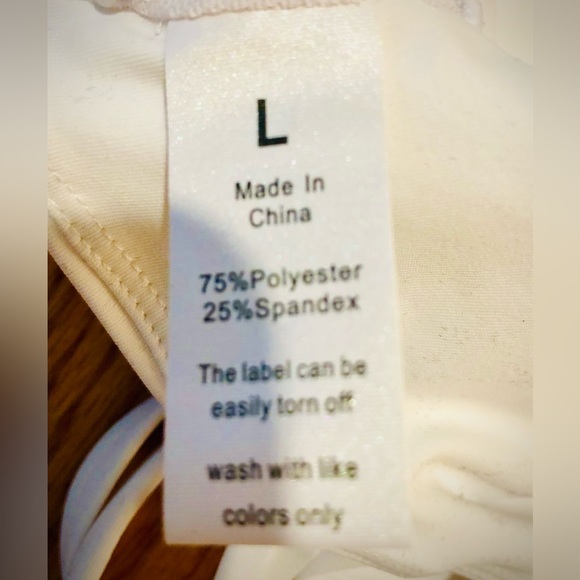 L
Made In
China
75%Polyester
25%Spandex
The label can be
easily torn off
wash with like
colors only